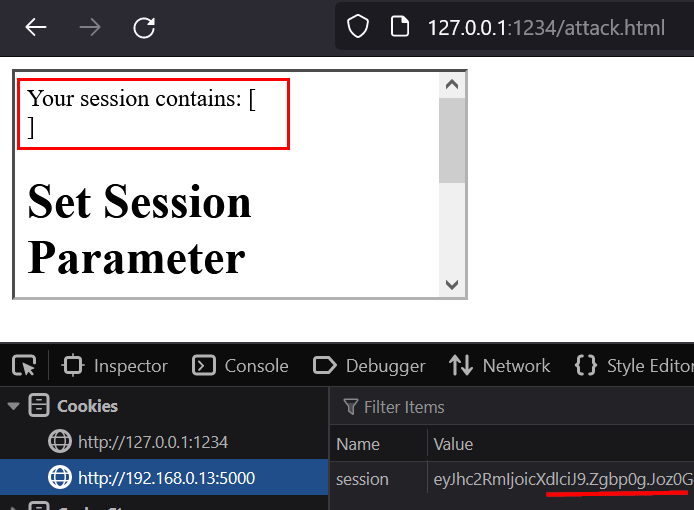 127.0.0.1:1234/attack.html
Your session contains: [
]
Set Session
Parameter
Inspector Console Debugger Network Style Editor
Cookies
Filter Items
http://127.0.0.1:1234
Name Value
http://192.168.0.13:5000
session eyJhc2RmIjoicXdlciJ9.Zgbp0g.Joz0G